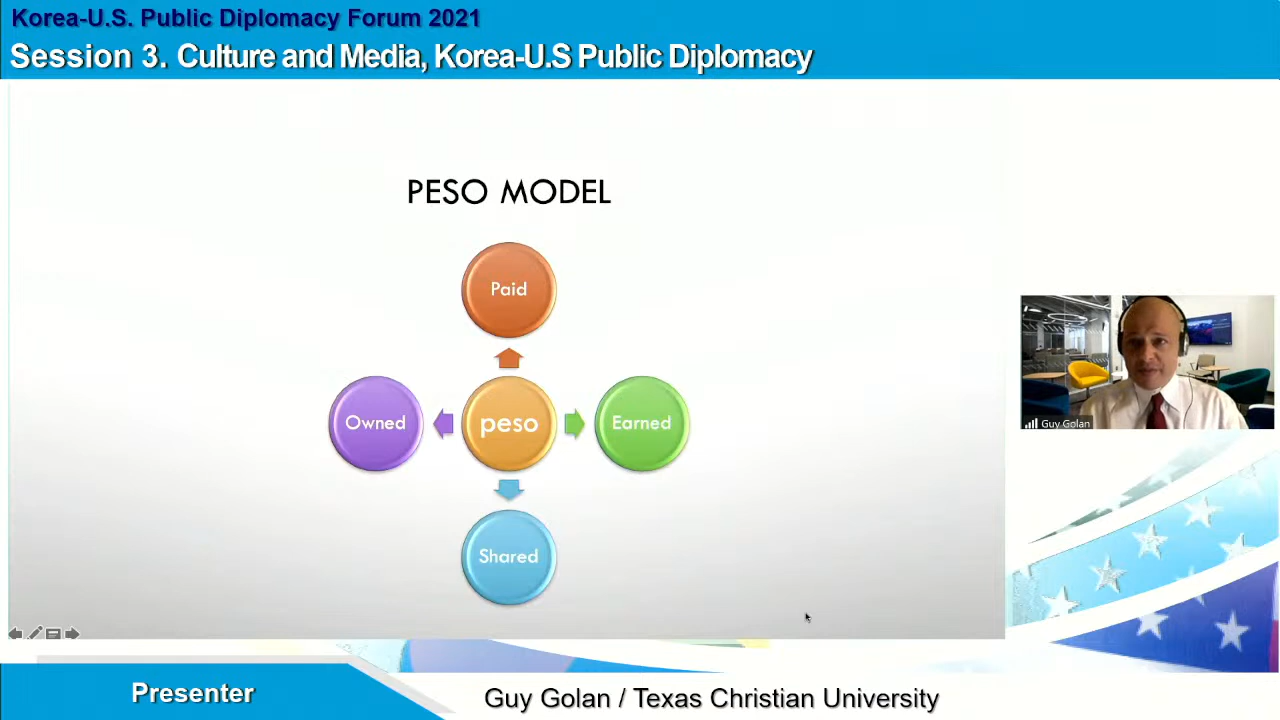 Korea-U.S. Public Diplomacy Forum 2021
Session 3. Culture and Media, Korea-U.S Public Diplomacy
PESO MODEL
Paid
Owned
peso
Earned
Shared
Guy Golan
Presenter
Guy Golan / Texas Christian University